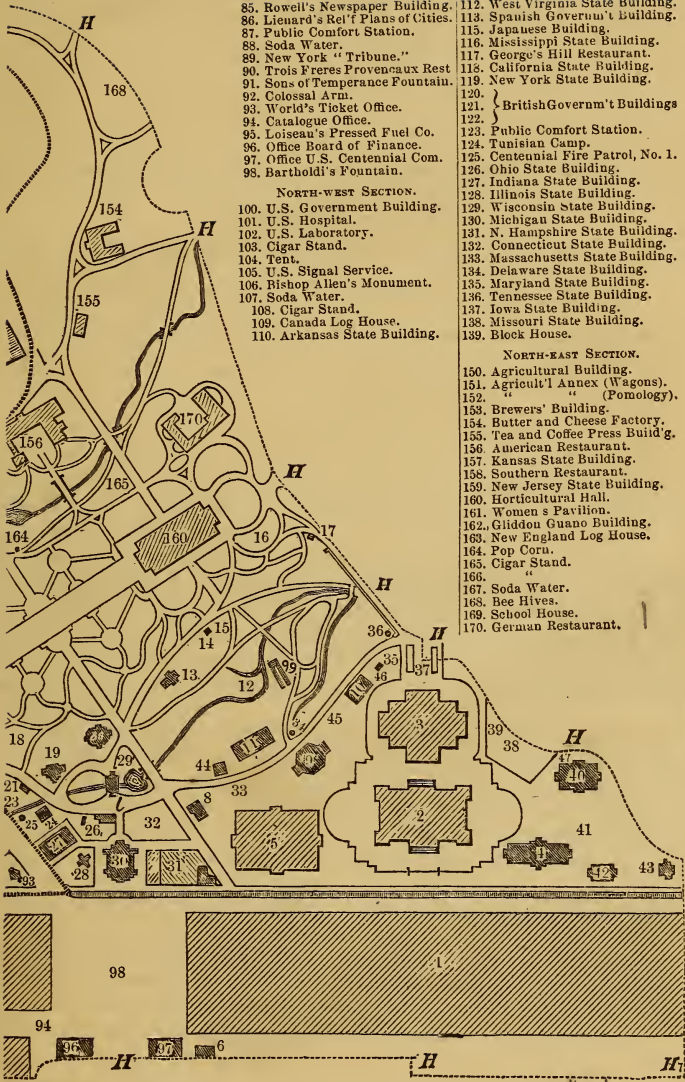 85. Rowell's Newspaper Building.
86. Lienard's Rel'f Plans of Cities.
87. Public Comfort Station.
88. Soda Water.
89. New York "Tribune."
90. Trois Freres Provencaux Rest
91. Sons of Temperance Fountain.
92. Colossal Arm.
93. World's Ticket Office.
94. Catalogue Office.
95. Loiseau's Pressed Fuel Co.
96. Office Board of Finance.
97. Office U.S. Centennial Com.
98. Bartholdi's Fountain.
NORTH-WEST SECTION.
100. U.S. Government Building.
101. U.S. Hospital.
102. U.S. Laboratory.
103. Cigar Stand.
104. Tent.
105. U.S. Signal Service.
106. Bishop Allen's Monument.
107. Soda Water.
108. Cigar Stand.
109. Canada Log House.
110. Arkansas State Building.
112. West Virginia State Building.
113. Spanish Governm't Building.
115. Japanese Building.
116. Mississippi State Building.
117. George's Hill Restaurant.
118. California State Building.
119. New York State Building.
120.
121. } British Governm't Buildings
122.
123. Public Comfort Station.
124. Tunisian Camp.
125. Centennial Fire Patrol, No. 1.
126. Ohio State Building.
127. Indiana State Building.
128. Illinois State Building.
129. Wisconsin State Building.
130. Michigan State Building.
131. N. Hampshire State Building.
132. Connecticut State Building.
133. Massachusetts State Building.
134. Delaware State Building.
135. Maryland State Building.
136. Tennessee State Building.
137. Iowa State Building.
138. Missouri State Building.
139. Block House.
NORTH-EAST SECTION.
150. Agricultural Building.
151. Agricult'l Annex (Wagons).
152. " " (Pomology).
153. Brewers' Building.
154. Butter and Cheese Factory.
155. Tea and Coffee Press Build'g.
156. American Restaurant.
157. Kansas State Building.
158. Southern Restaurant.
159. New Jersey State Building.
160. Horticultural Hall.
161. Women s Pavilion.
162. Gliddon Guano Building.
163. New England Log House.
164. Pop Corn.
165. Cigar Stand.
166. "
167. Soda Water.
168. Bee Hives.
169. School House.
170. German Restaurant.
H
168
154
H
155
170
156
165
H
164
160
16
17
15
14
36
H
13
12
99
35
37
46
10
3
34
45
39
38
H
47
18
19
29
44
11
9
33
40
21
23
25
24
26
32
8
2
41
27
28
30
31
5
4
42
43
93
98
1
94
96
97
6
H
H
H
7